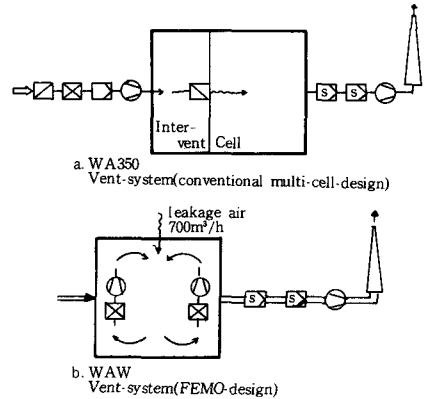 Inter-
vent Cell
S S
a. WA350
Vent-system(conventional multi-cell-design)
leakage air
700m³/h
S S
b. WAW
Vent-system(FEMO-design)